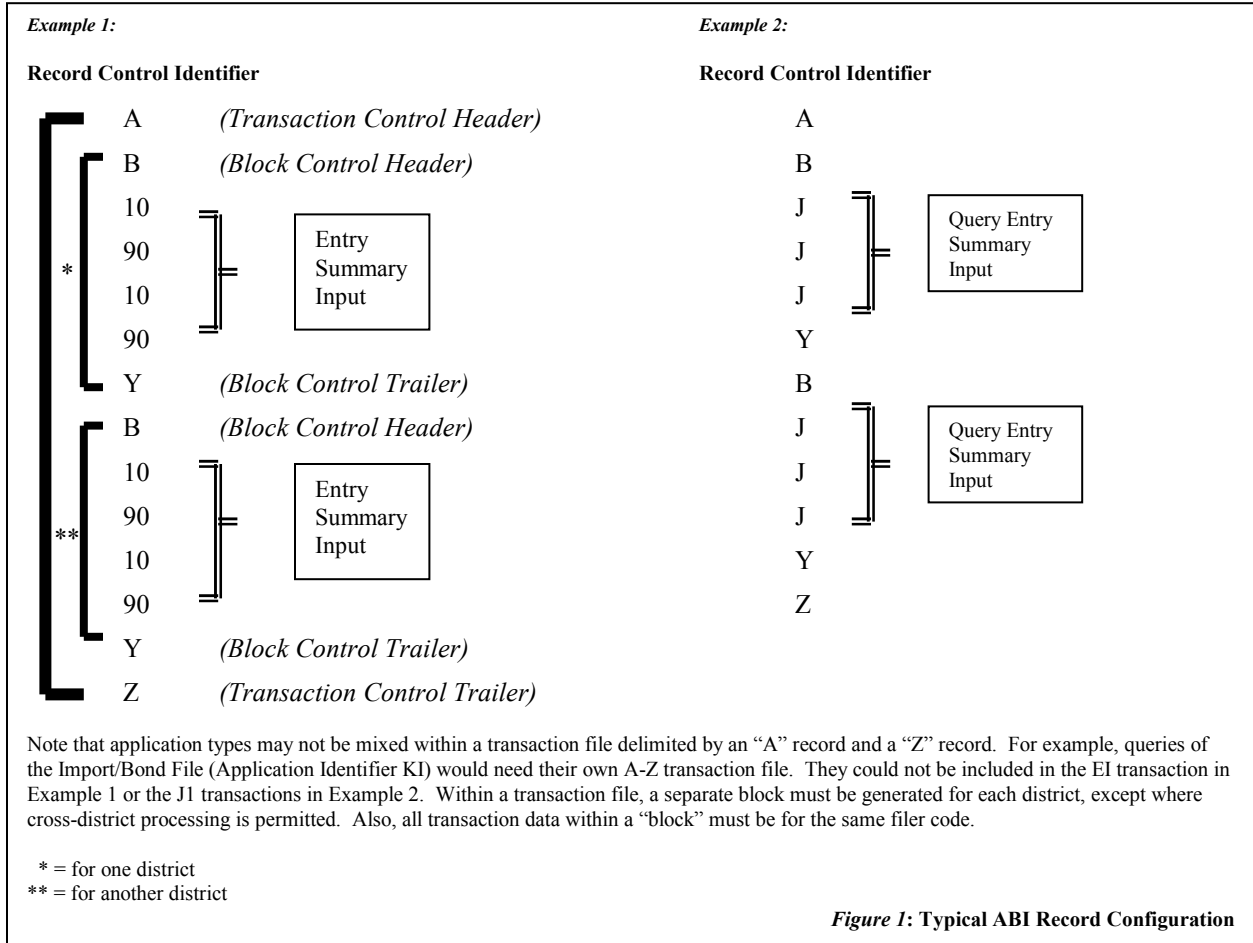 Example 1:
Record Control Identifier
A (Transaction Control Header)
B (Block Control Header)
10
90
10
90
*
Entry
Summary
Input
Y (Block Control Trailer)
B (Block Control Header)
10
90
10
90
**
Entry
Summary
Input
Y (Block Control Trailer)
Z (Transaction Control Trailer)
Example 2:
Record Control Identifier
A
B
J
J
J
Query Entry
Summary
Input
Y
B
J
J
J
Query Entry
Summary
Input
Y
Z
Note that application types may not be mixed within a transaction file delimited by an “A” record and a “Z” record. For example, queries of
the Import/Bond File (Application Identifier KI) would need their own A-Z transaction file. They could not be included in the EI transaction in
Example 1 or the J1 transactions in Example 2. Within a transaction file, a separate block must be generated for each district, except where
cross-district processing is permitted. Also, all transaction data within a “block” must be for the same filer code.
* = for one district
** = for another district
Figure 1: Typical ABI Record Configuration